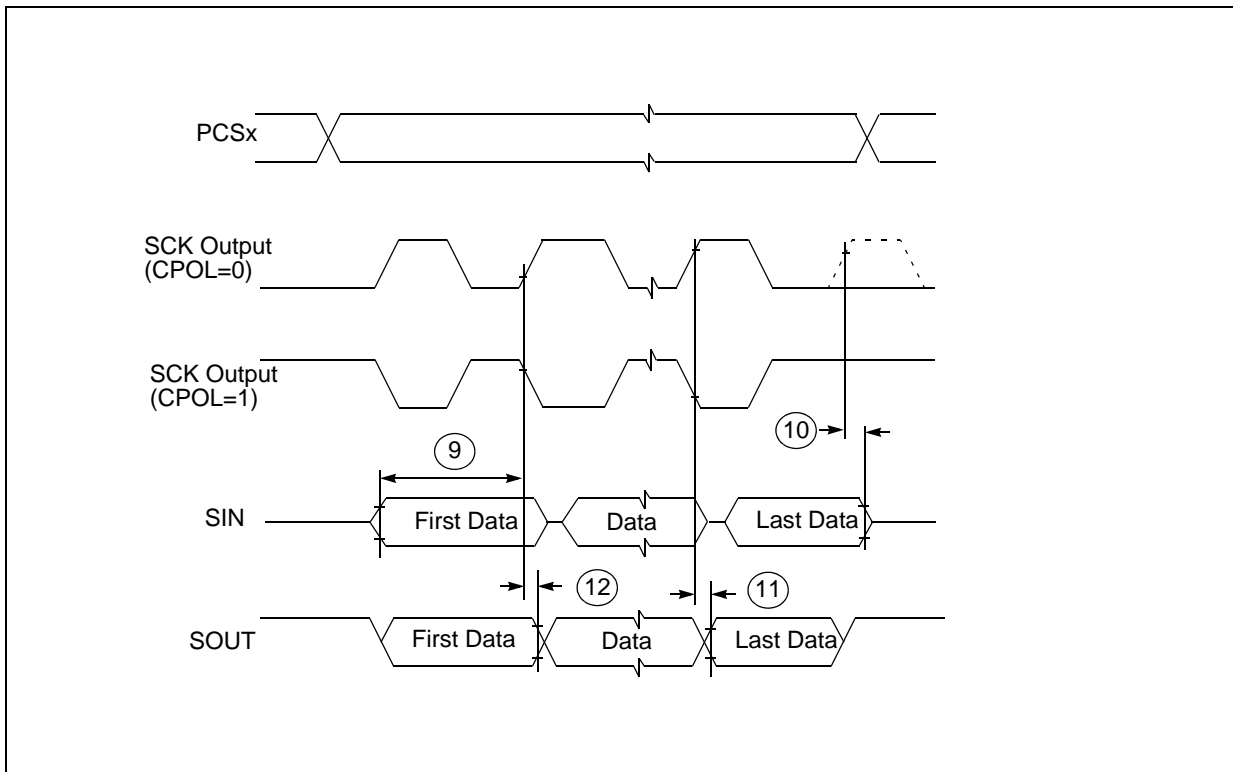 PCSx
SCK Output
(CPOL=0)
SCK Output
(CPOL=1)
10
9
SIN
First Data
Data
Last Data
12
11
SOUT
First Data
Data
Last Data